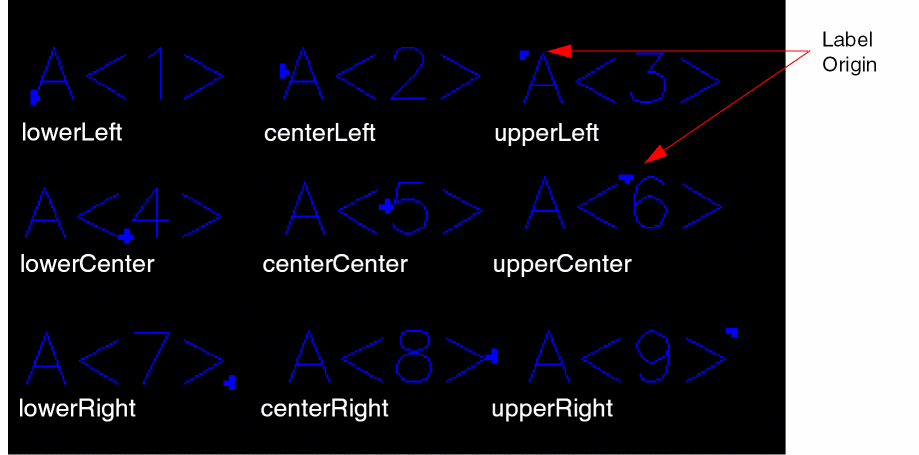 A<1> A<2> A<3>
lowerLeft centerLeft upperLeft
Label
Origin
A<4> A<5> A<6>
lowerCenter centerCenter upperCenter
A<7> A<8> A<9>
lowerRight centerRight upperRight